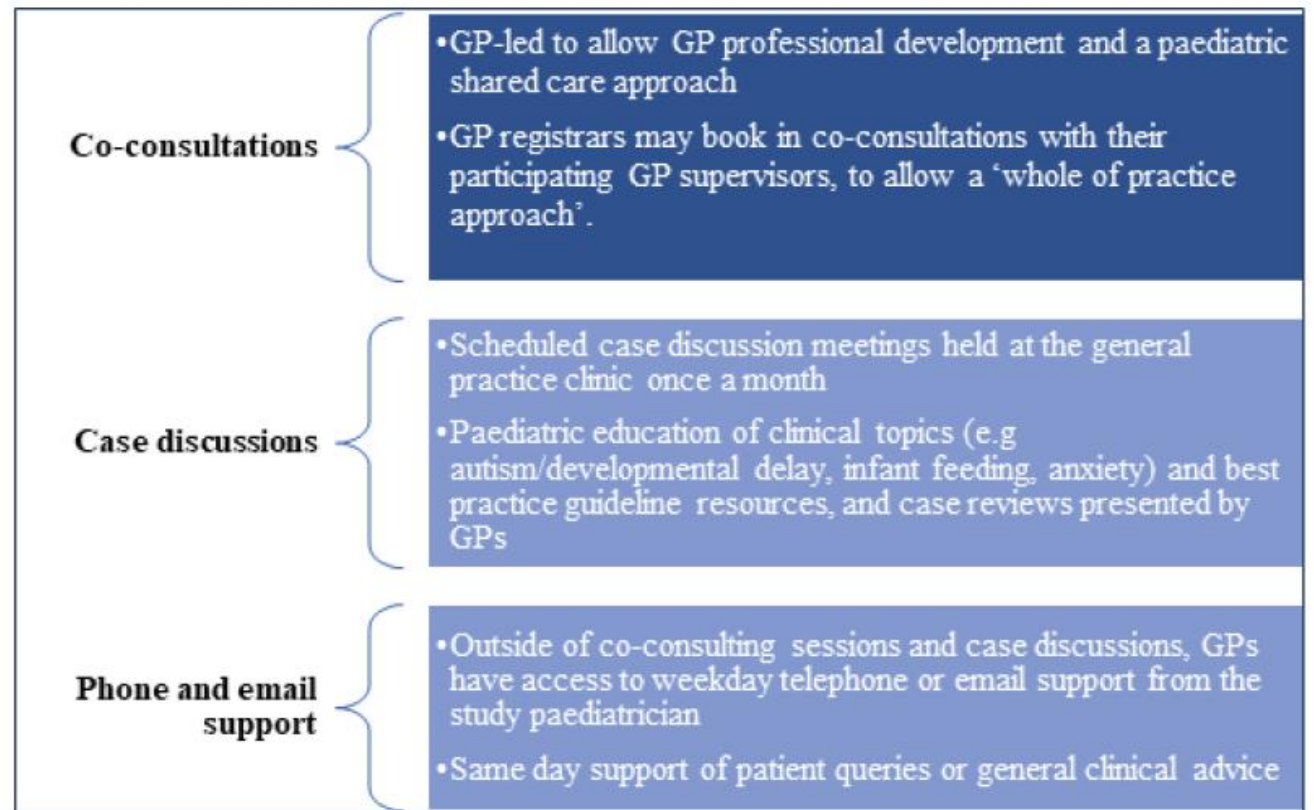 •GP-led to allow GP professional development and a paediatric
shared care approach
Co-consultations
•GP registrars may book in co-consultations with their
participating GP supervisors, to allow a ‘whole of practice
approach’.
•Scheduled case discussion meetings held at the general
practice clinic once a month
Case discussions
•Paediatric education of clinical topics (e.g
autism/developmental delay, infant feeding, anxiety) and best
practice guideline resources, and case reviews presented by
GPs
•Outside of co-consulting sessions and case discussions, GPs
have access to weekday telephone or email support from the
study paediatrician
Phone and email
support
•Same day support of patient queries or general clinical advice